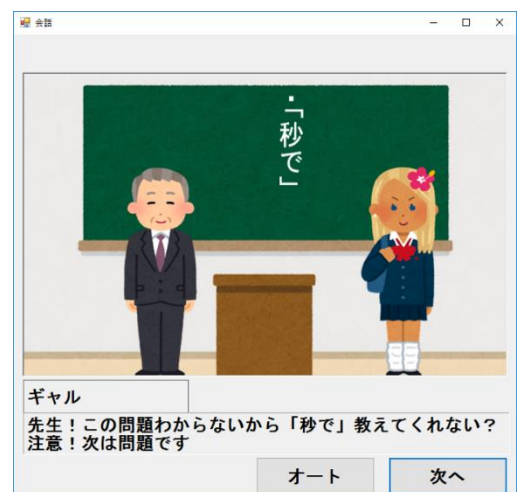 会話
・「秒で」
ギャル
先生！この問題わからないから「秒で」教えてくれない？
注意！次は問題です
オート
次へ